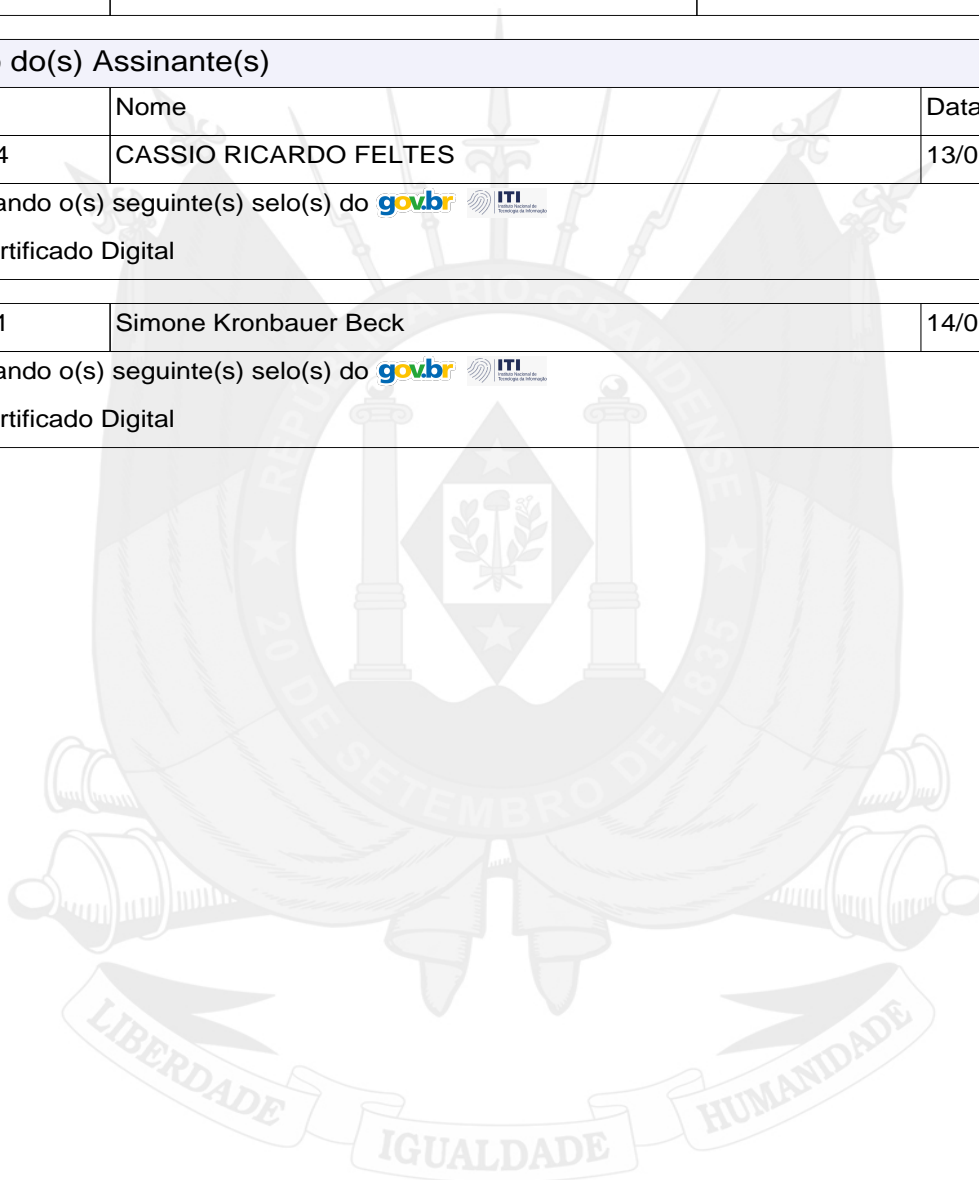 do(s) Assinante(s)
Nome Data
4 CASSIO RICARDO FELTES 13/0
ando o(s) seguinte(s) selo(s) do gov.br ITI
rtificado Digital
1 Simone Kronbauer Beck 14/0
ando o(s) seguinte(s) selo(s) do gov.br ITI
rtificado Digital
REPUBLICA RIO-GRANDENSE
20 DE SETEMBRO DE 1835
LIBERDADE IGUALDADE HUMANIDADE